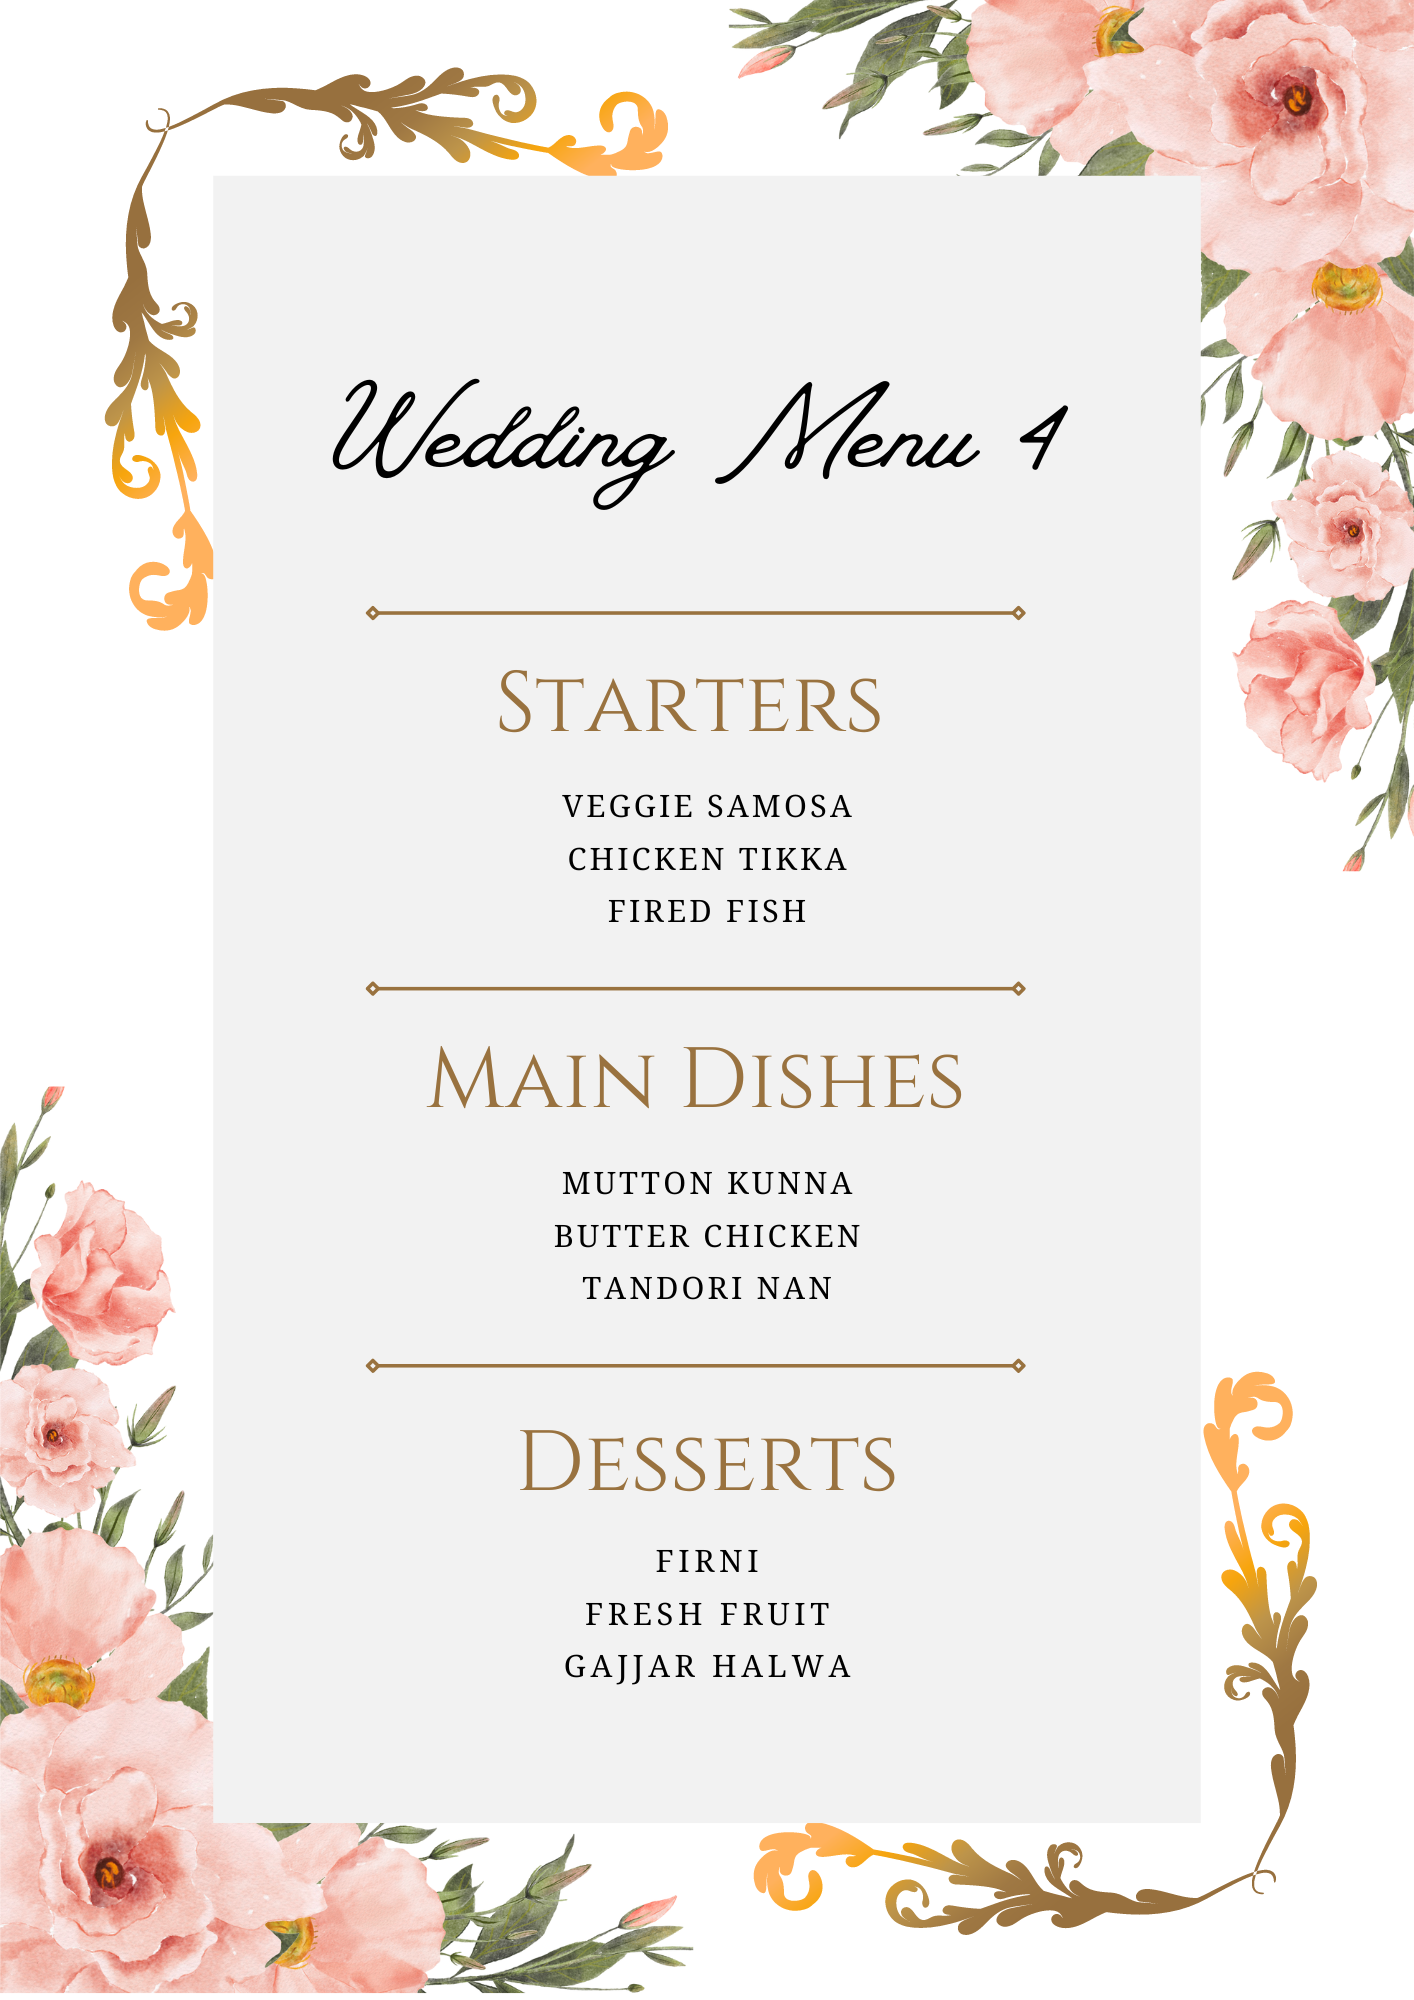 Wedding Menu 4
Starters
VEGGIE SAMOSA
CHICKEN TIKKA
FIRED FISH
Main Dishes
MUTTON KUNNA
BUTTER CHICKEN
TANDORI NAN
Desserts
FIRNI
FRESH FRUIT
GAJJAR HALWA